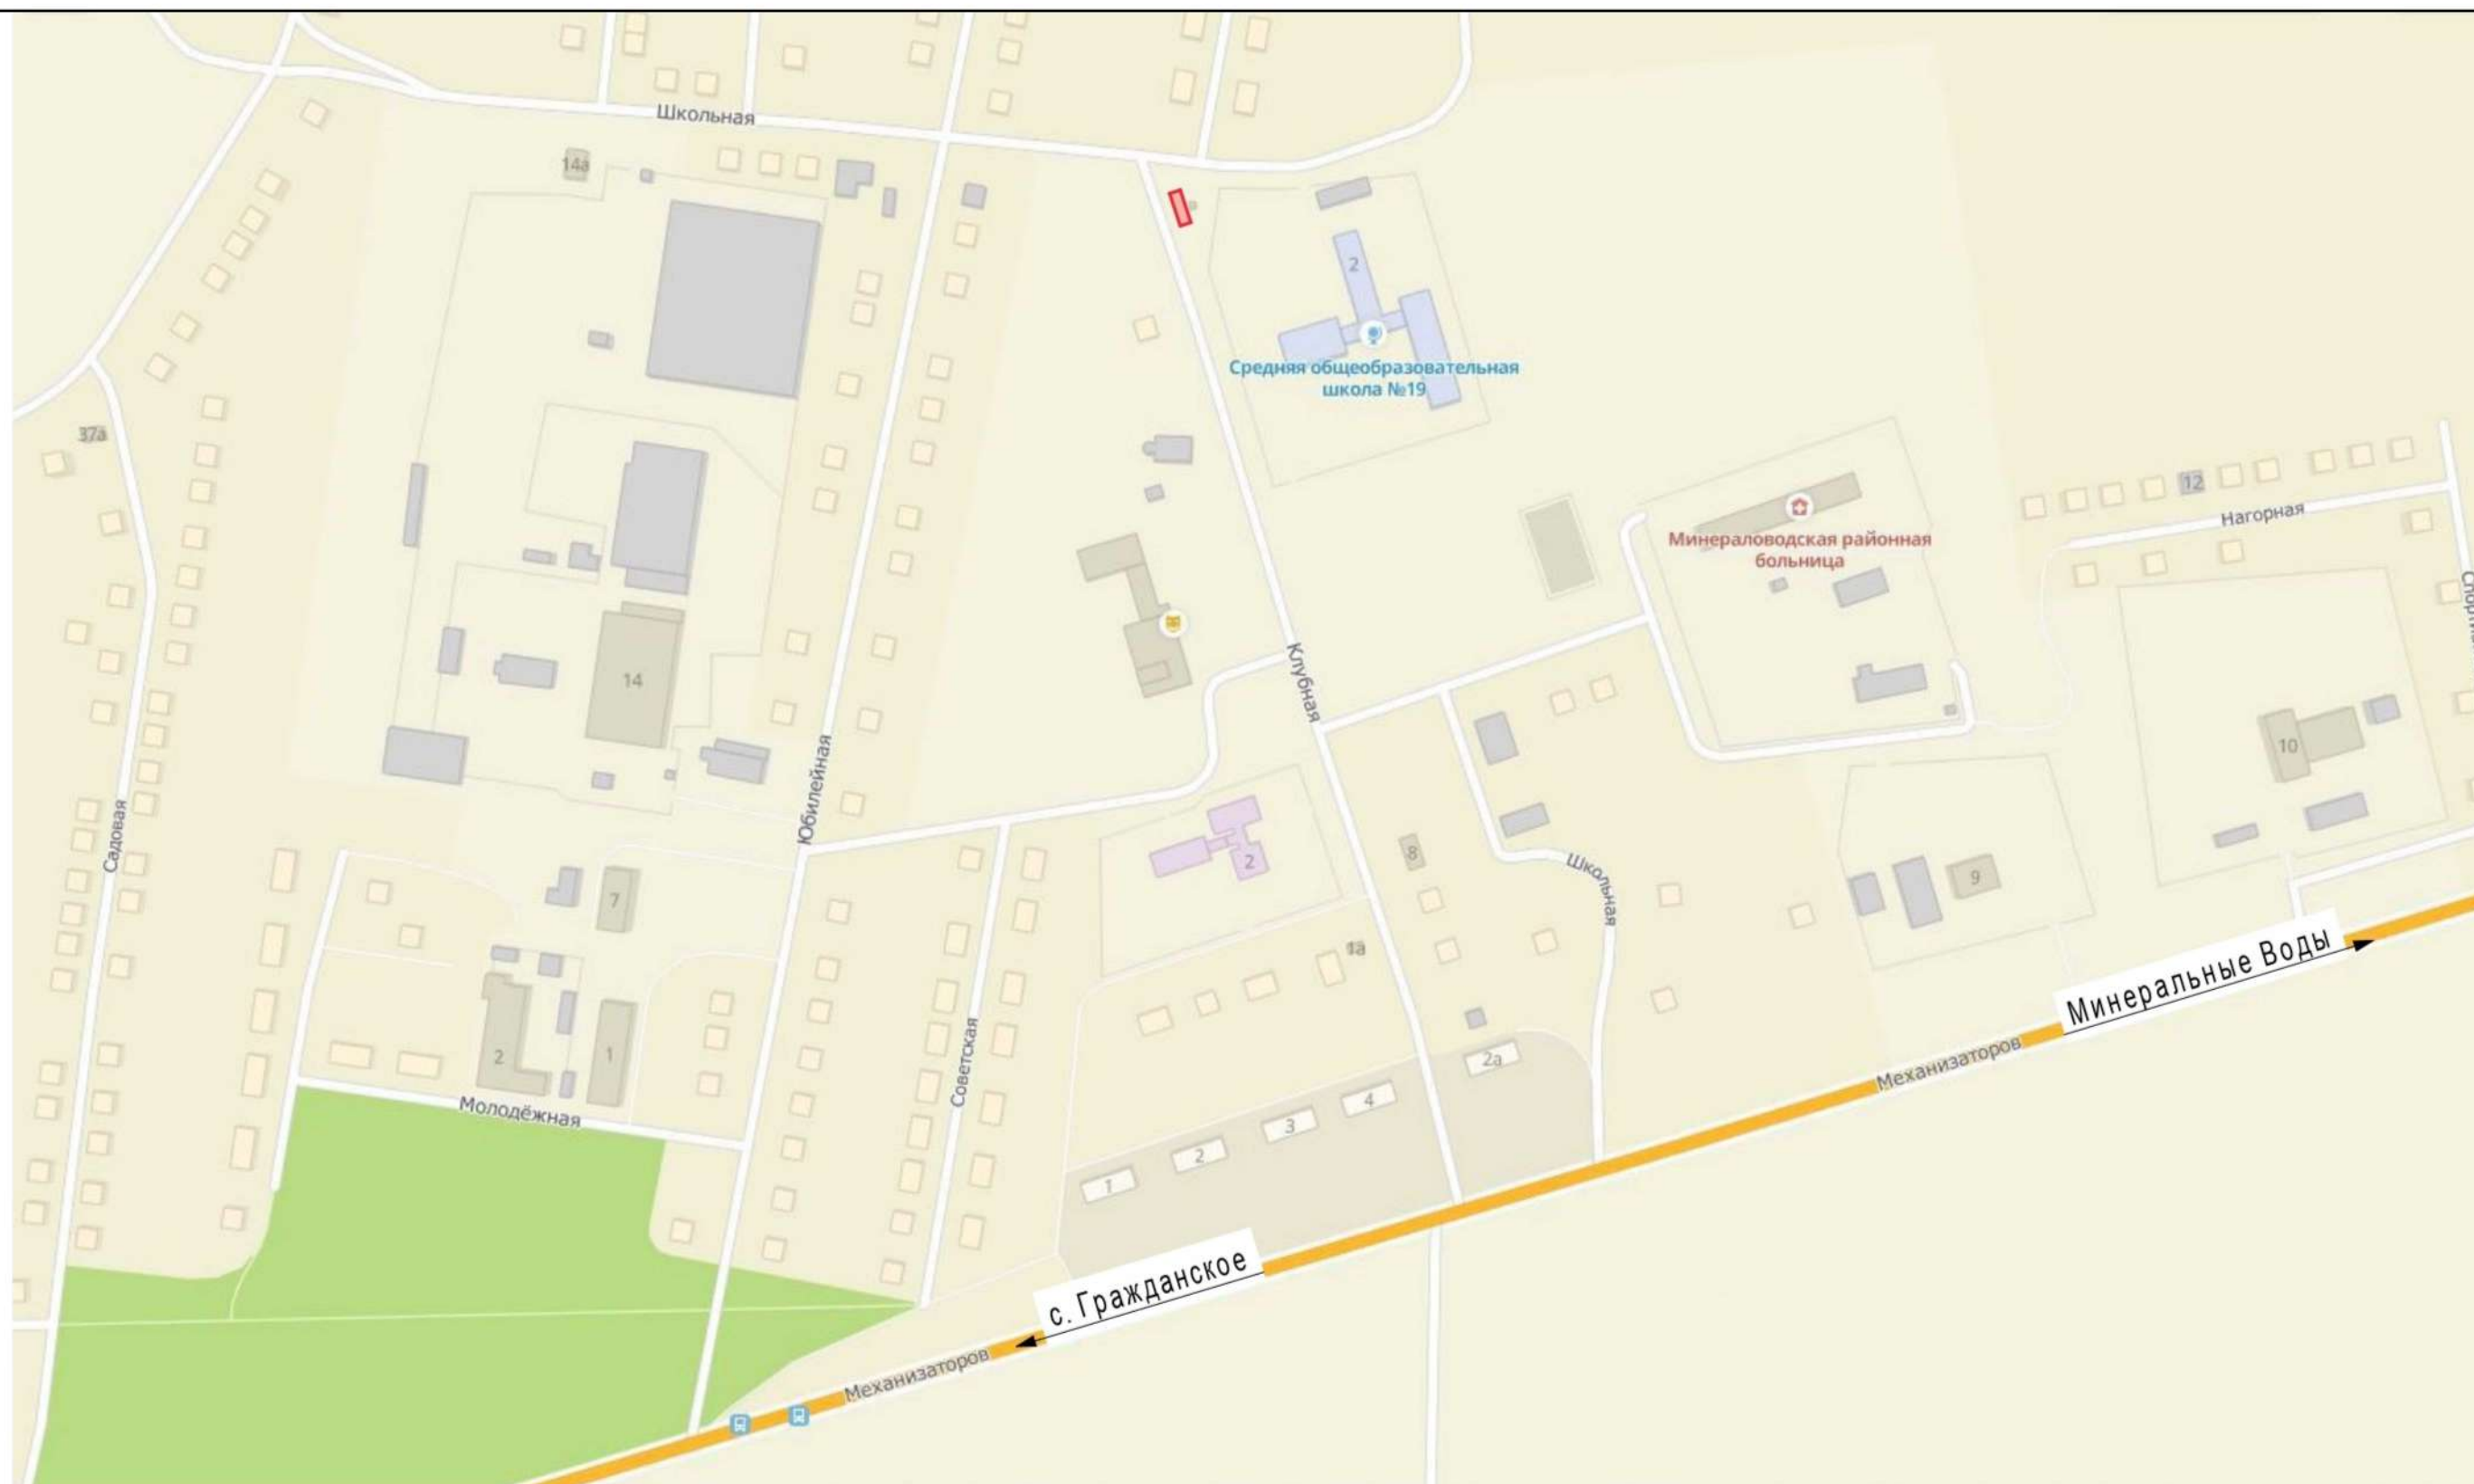 Школьная
14а
2
Средняя общеобразовательная
школа №19
37а
12
Нагорная
Минераловодская районная
больница
14
Клубная
10
Юбилейная
Садовая
2
8
Школьная
9
7
1а
Минеральные Воды
Механизаторов
2
1
Советская
2а
Молодёжная
4
3
2
1
с. Гражданское
Механизаторов